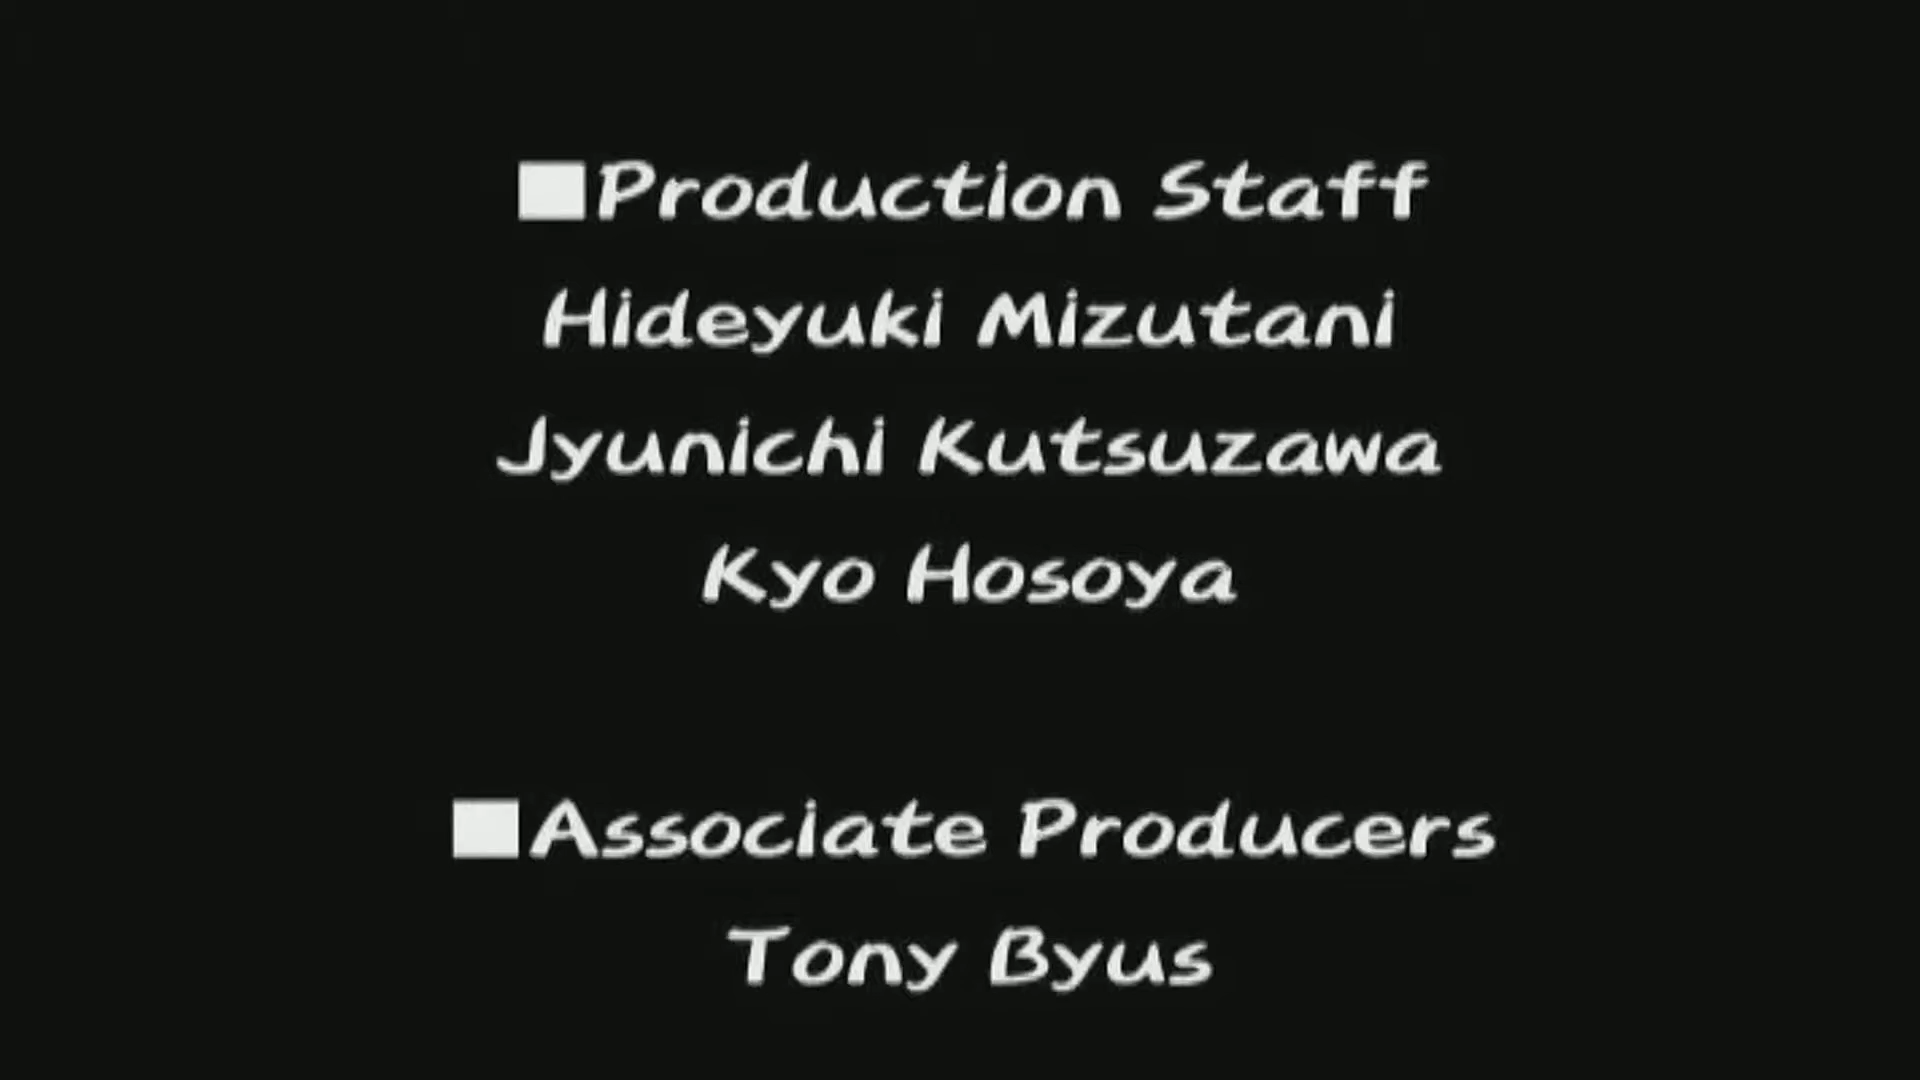 ■Production Staff
Hideyuki Mizutani
Jyunichi Kutsuzawa
Kyo Hosoya
■Associate Producers
Tony Byus